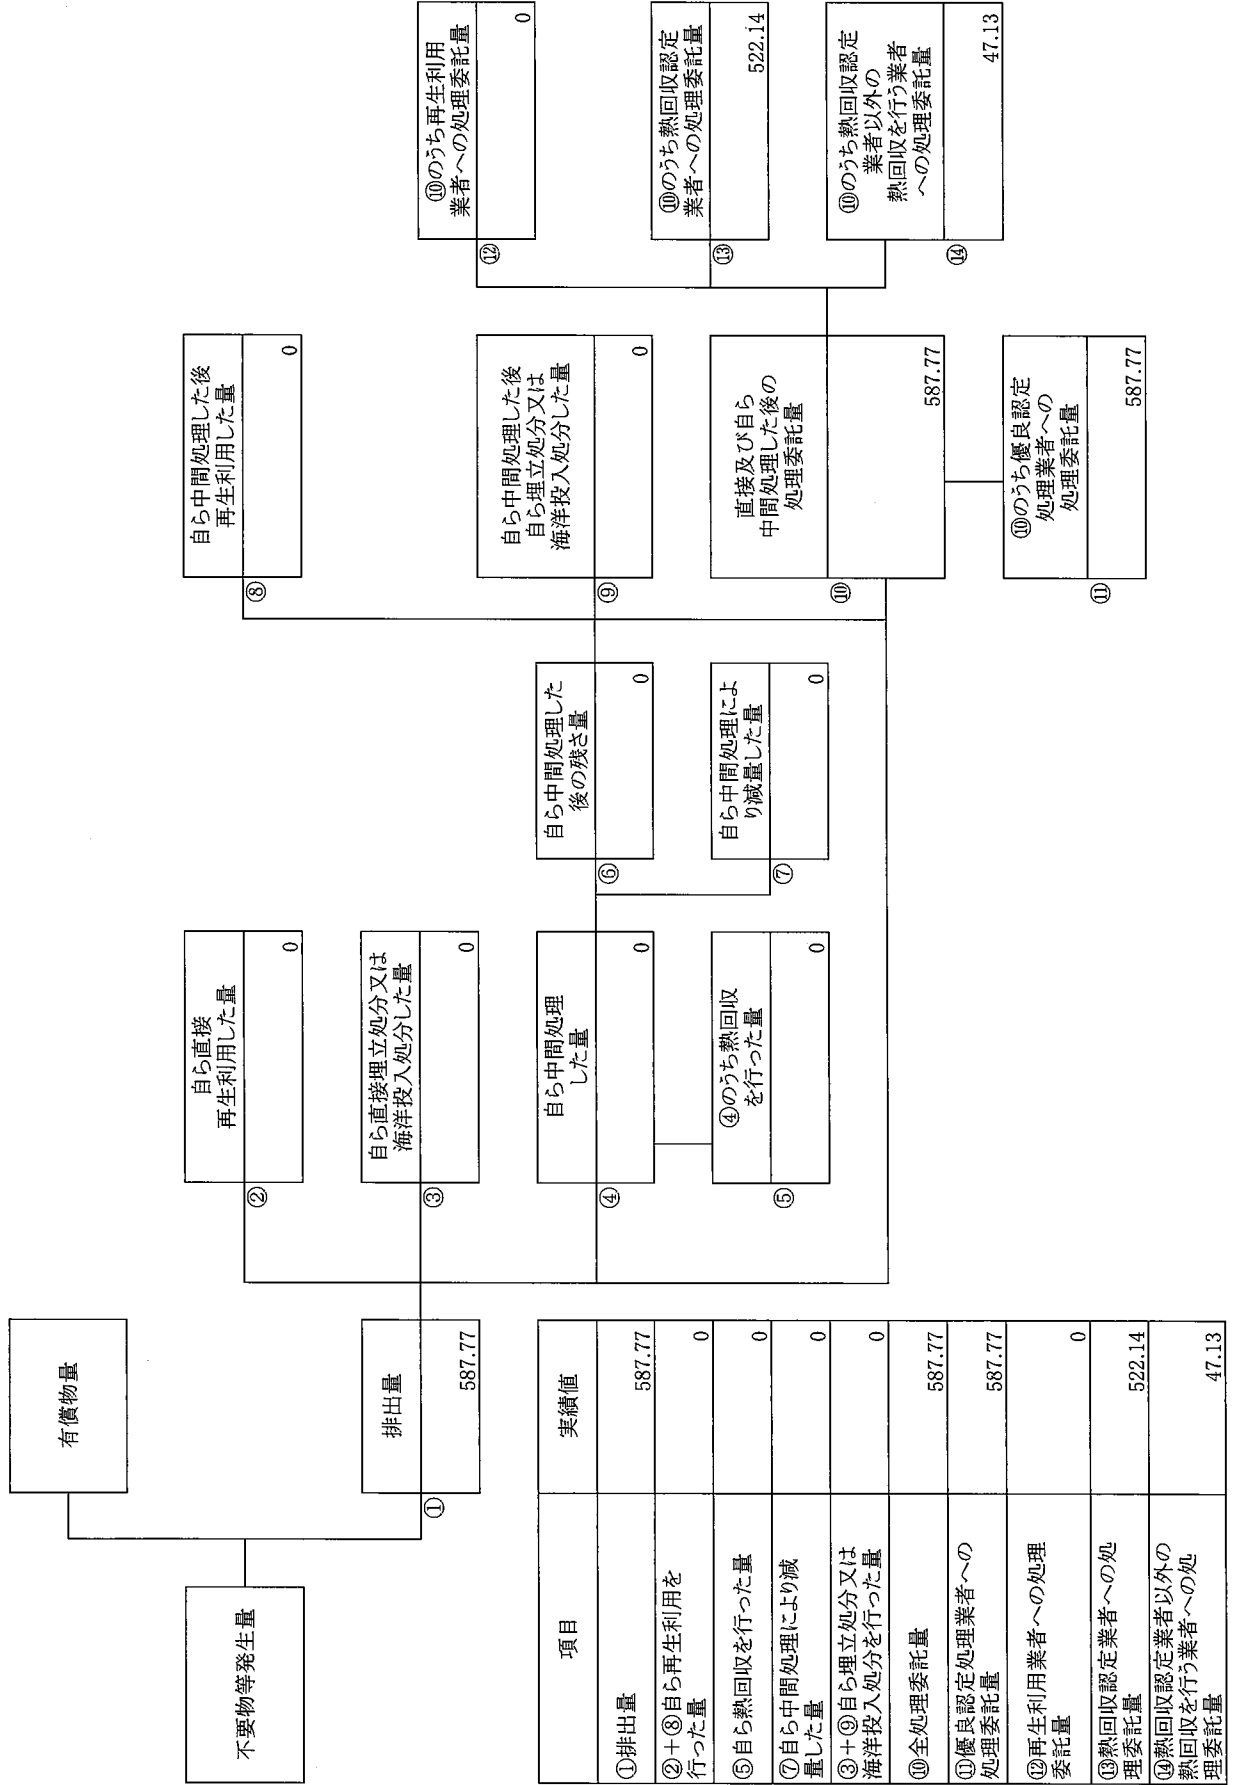 有償物量
不要物等発生量
①
排出量
587.77
②
自ら直接
再生利用した量
0
③
自ら直接埋立処分又は
海洋投入処分した量
0
④
自ら中間処理
した量
0
⑤
④のうち熱回収
を行った量
0
⑥
自ら中間処理した
後の残さ量
0
⑦
自ら中間処理によ
り減量した量
0
⑧
自ら中間処理した後
再生利用した量
0
⑨
自ら中間処理した後
自ら埋立処分又は
海洋投入処分した量
0
⑩
直接及び自ら
中間処理した後の
処理委託量
587.77
⑪
⑩のうち優良認定
処理業者への
処理委託量
587.77
⑫
⑩のうち再生利用
業者への処理委託量
0
⑬
⑩のうち熱回収認定
業者への処理委託量
522.14
⑭
⑩のうち熱回収認定
業者以外の
熱回収を行う業者
への処理委託量
47.13
項目
実績値
①排出量
587.77
②＋⑧自ら再生利用を
行った量
0
⑤自ら熱回収を行った量
0
⑦自ら中間処理により減
量した量
0
③＋⑨自ら埋立処分又は
海洋投入処分を行った量
0
⑩全処理委託量
587.77
⑪優良認定処理業者への
処理委託量
587.77
⑫再生利用業者への処理
委託量
0
⑬熱回収認定業者への処
理委託量
522.14
⑭熱回収認定業者以外の
熱回収を行う業者への処
理委託量
47.13